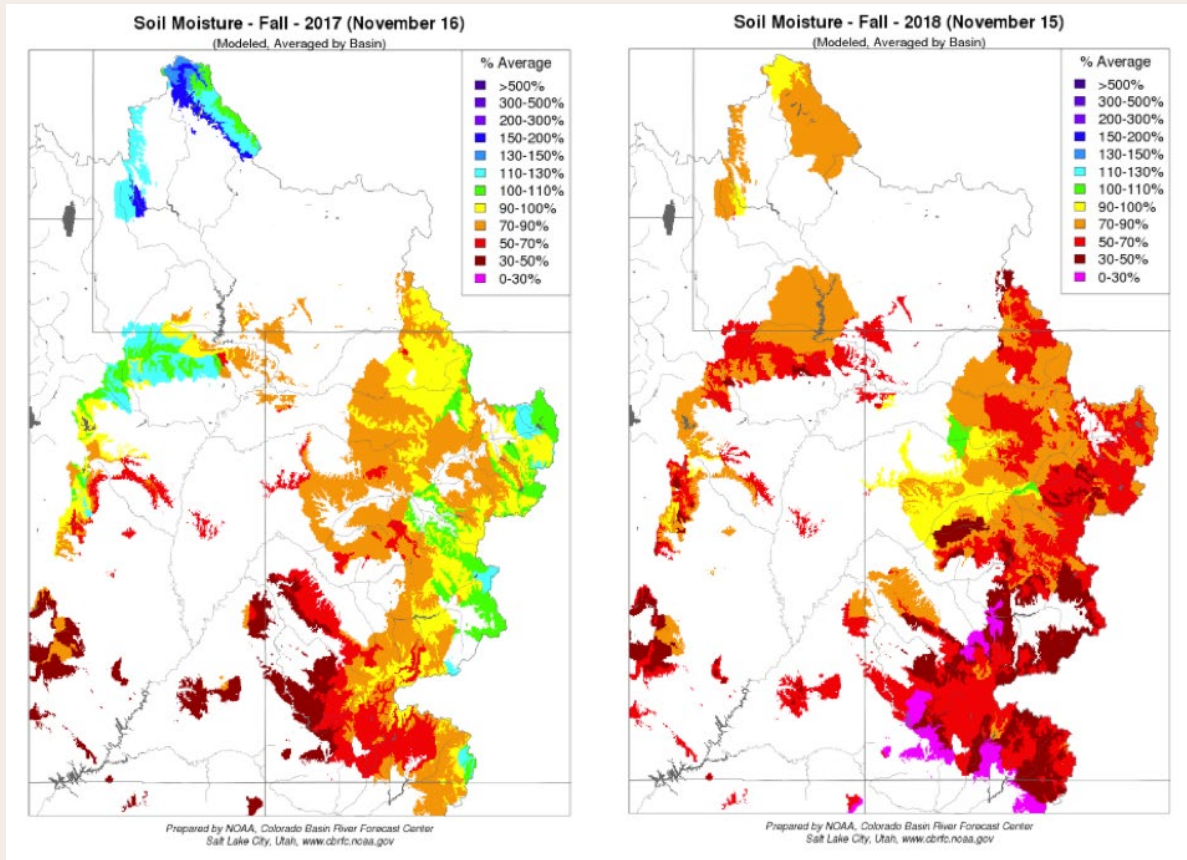 Soil Moisture - Fall - 2017 (November 16)
(Modeled, Averaged by Basin)
% Average
>500%
300-500%
200-300%
150-200%
130-150%
110-130%
100-110%
90-100%
70-90%
50-70%
30-50%
0-30%
Prepared by NOAA, Colorado Basin River Forecast Center
Salt Lake City, Utah, www.cbrfc.noaa.gov
Soil Moisture - Fall - 2018 (November 15)
(Modeled, Averaged by Basin)
% Average
>500%
300-500%
200-300%
150-200%
130-150%
110-130%
100-110%
90-100%
70-90%
50-70%
30-50%
0-30%
Prepared by NOAA, Colorado Basin River Forecast Center
Salt Lake City, Utah, www.cbrfc.noaa.gov